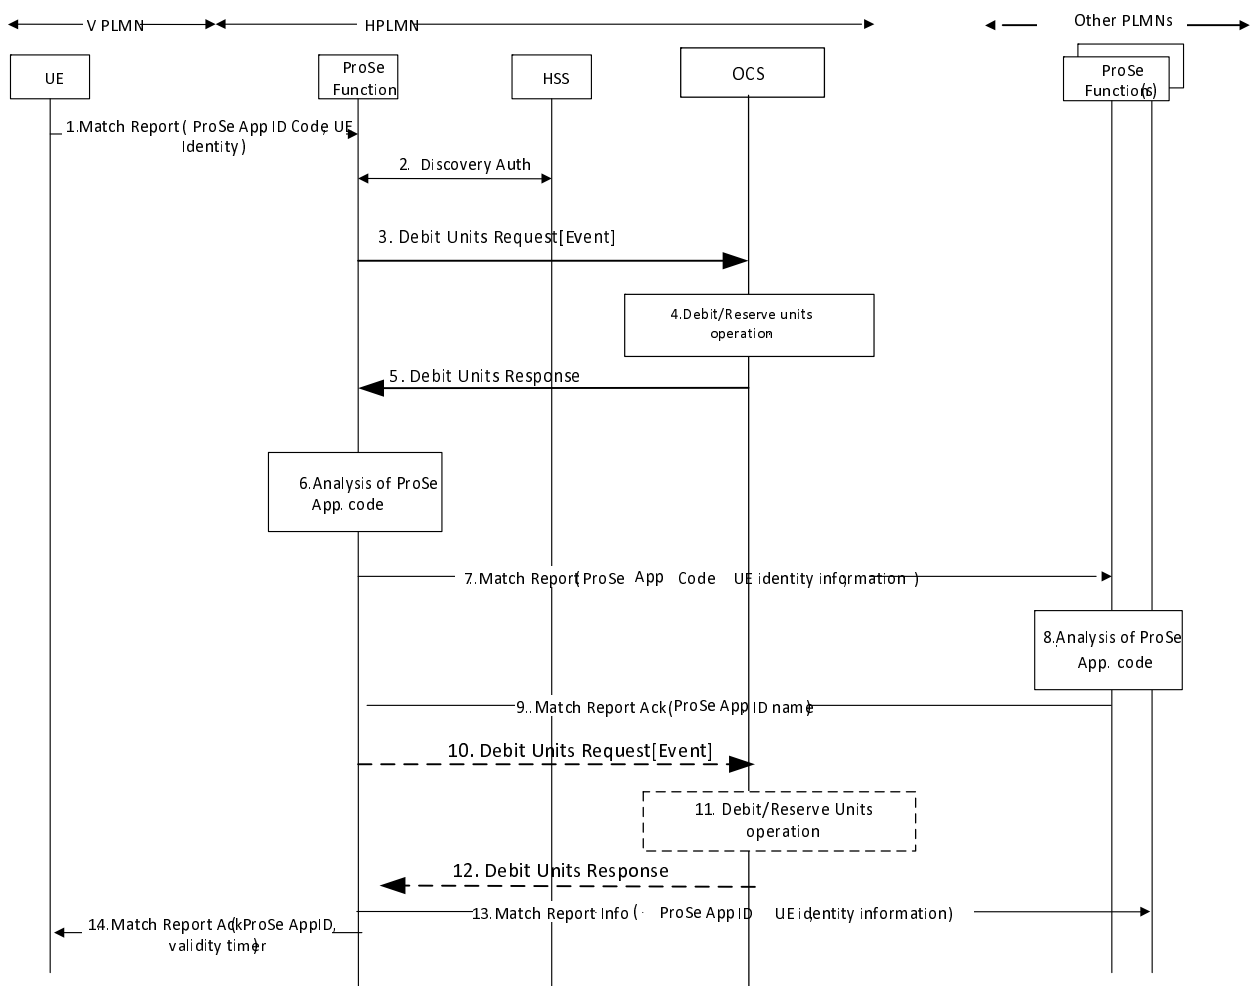 V PLMN
HPLMN
Other PLMNs
UE
ProSe
Function
HSS
OCS
ProSe
Function(s)
1.Match Report ( ProSe App ID Code, UE
Identity)
2. Discovery Auth
3. Debit Units Request[Event]
4.Debit/Reserve units
operation
5. Debit Units Response
6.Analysis of ProSe
App. code
7.Match Report(ProSe App Code UE identity information )
8.Analysis of ProSe
App. code
9..Match Report Ack(ProSe App ID name)
10. Debit Units Request[Event]
11. Debit/Reserve Units
operation
12. Debit Units Response
13.Match Report Info ( ProSe App ID UE identity information)
14.Match Report Ack(ProSe AppID,
validity timer)